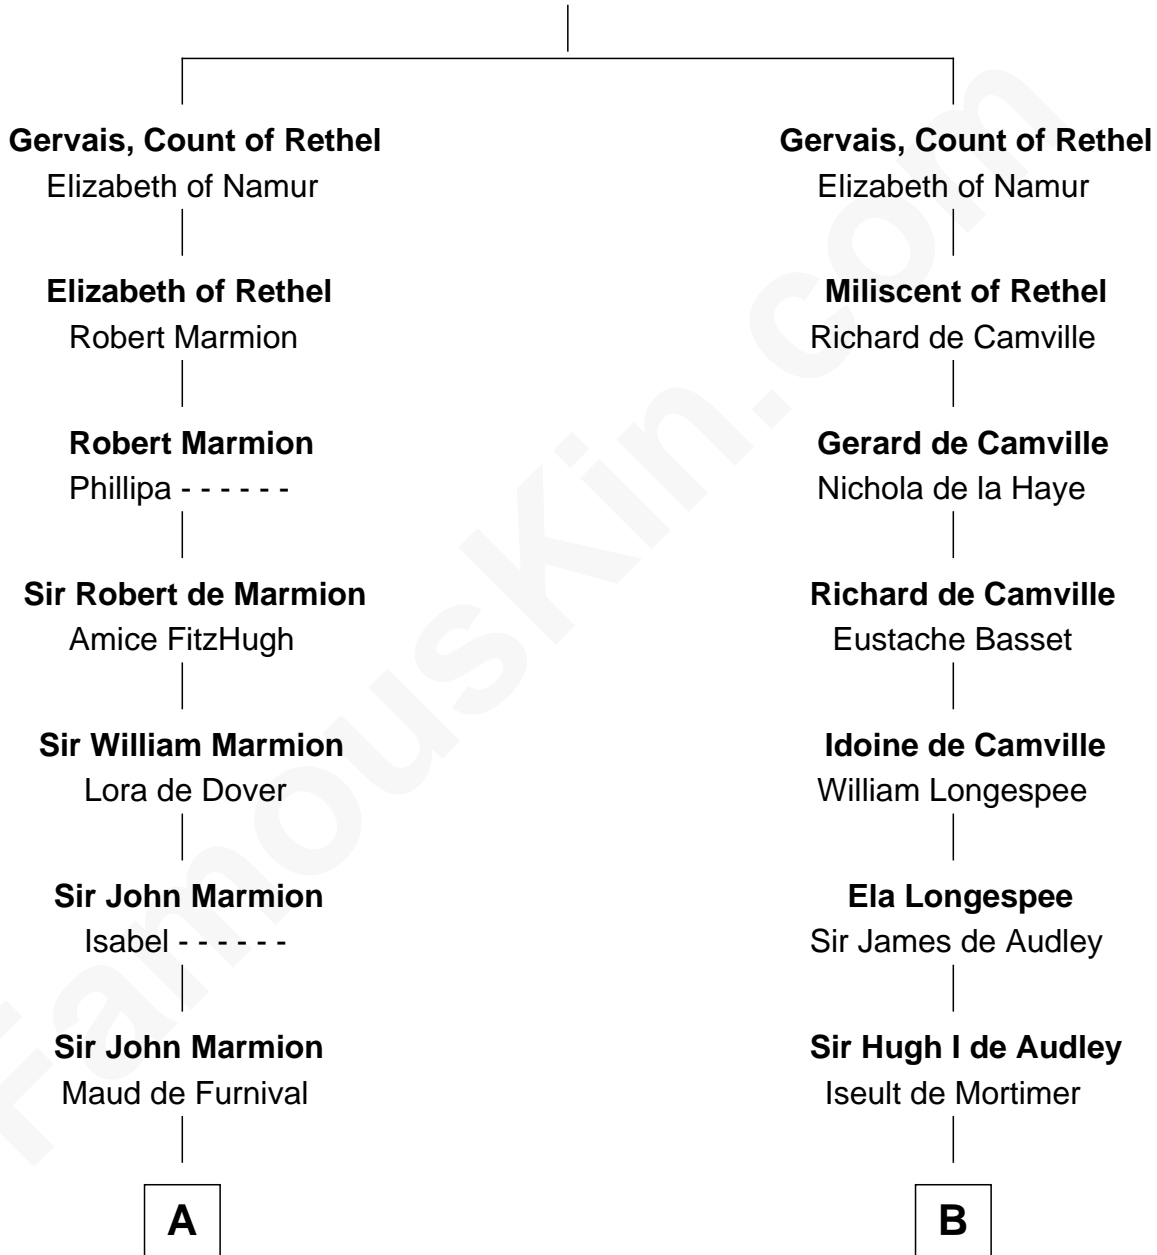 Gervais, Count of Rethel
Elizabeth of Namur
Elizabeth of Rethel
Robert Marmion
Robert Marmion
Phillipa - - - - - -
Sir Robert de Marmion
Amice FitzHugh
Sir William Marmion
Lora de Dover
Sir John Marmion
Isabel - - - - - -
Sir John Marmion
Maud de Furnival
A
Gervais, Count of Rethel
Elizabeth of Namur
Miliscent of Rethel
Richard de Camville
Gerard de Camville
Nichola de la Haye
Richard de Camville
Eustache Basset
Idoine de Camville
William Longespee
Ela Longespee
Sir James de Audley
Sir Hugh I de Audley
Iseult de Mortimer
B
FamousKin.com